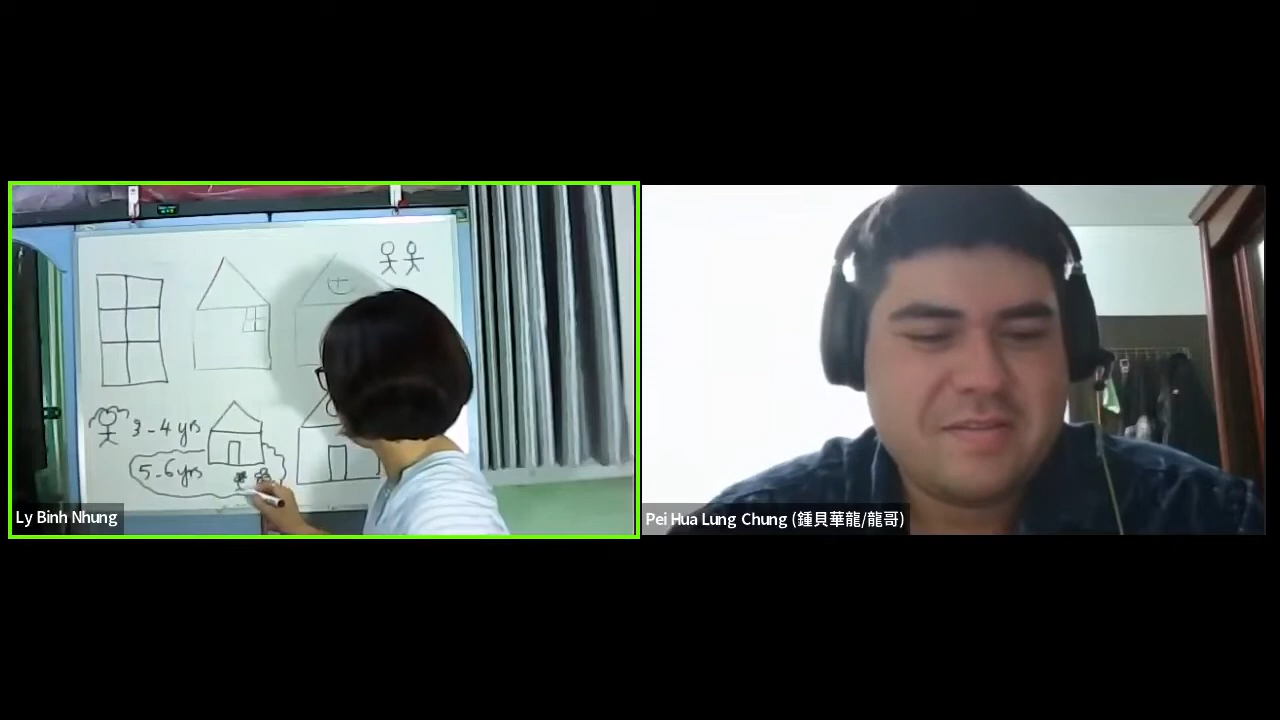 3-4 yrs
5-6 yrs
Ly Binh Nhung
Pei Hua Lung Chung (鍾貝華龍/龍哥)